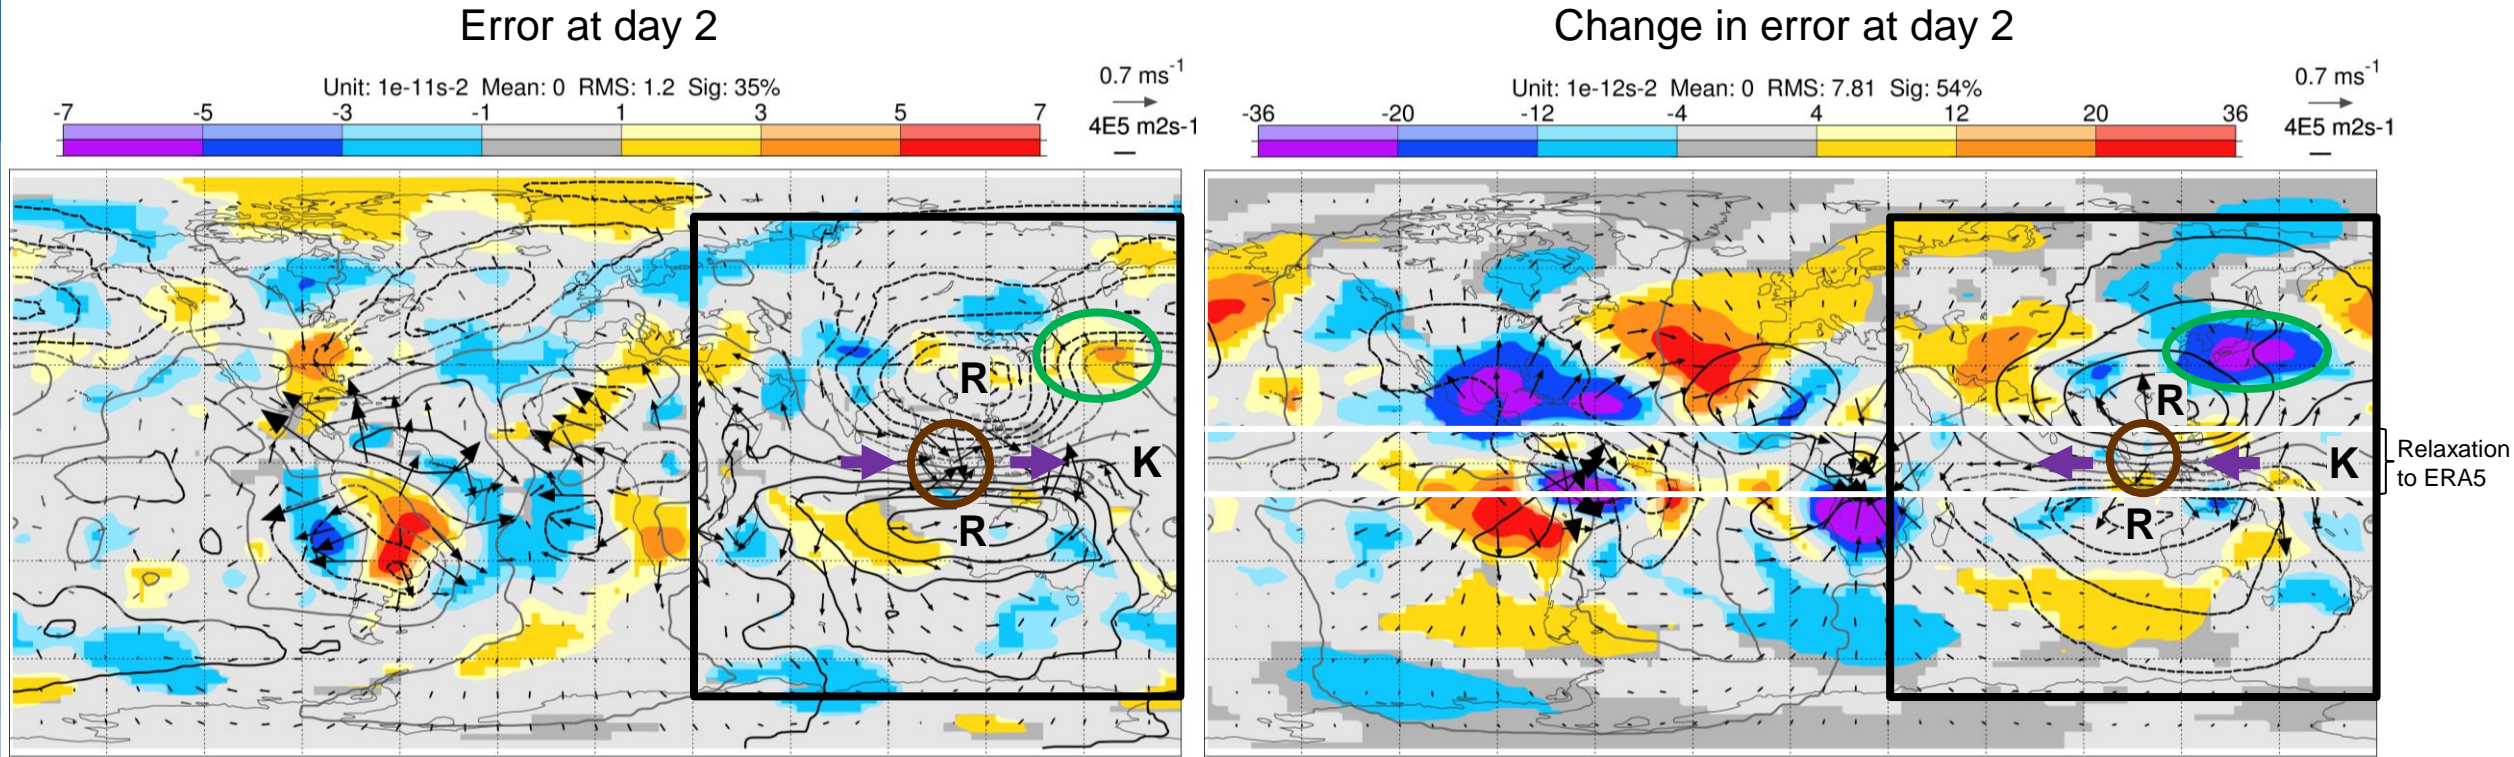 Error at day 2
Unit: 1e-11s-2 Mean: 0 RMS: 1.2 Sig: 35%
-7 -5 -3 -1 1 3 5 7
0.7 ms-1
4E5 m2s-1
R
K
R
Change in error at day 2
Unit: 1e-12s-2 Mean: 0 RMS: 7.81 Sig: 54%
-36 -20 -12 -4 4 12 20 36
0.7 ms-1
4E5 m2s-1
R
K
R
Relaxation
to ERA5